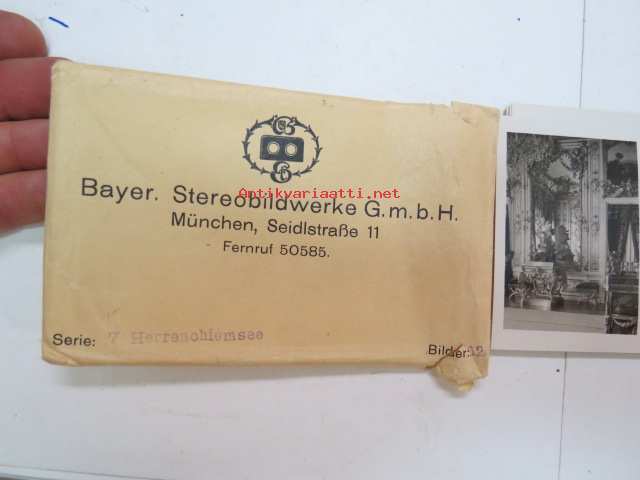 Bayer. Stereobildwerke G.m.b.H.
Antikvariaatti.net
München, Seidlstraße 11
Fernruf 50585.
Serie: 7 Herrenchiemsee
Bilder: